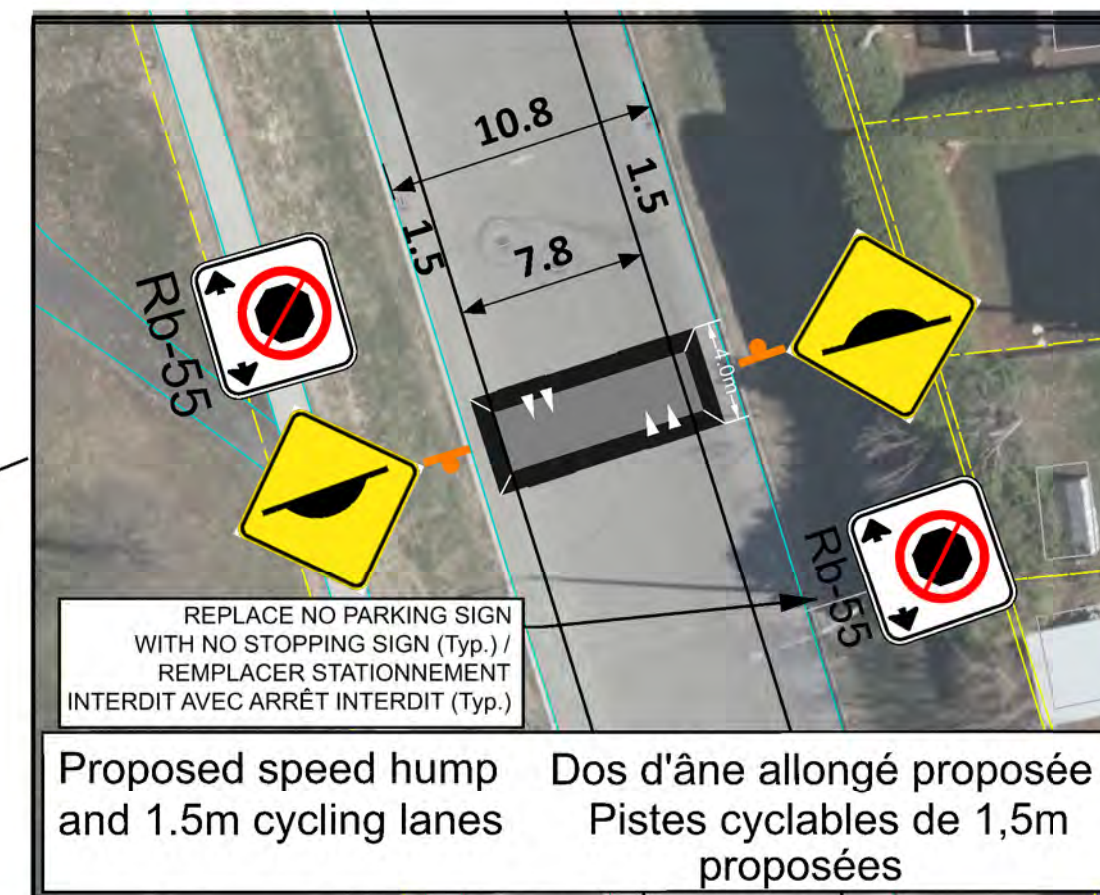 10.8
1.5
1.5
7.8
4.0m
Rb-55
Rb-55
REPLACE NO PARKING SIGN
WITH NO STOPPING SIGN (Typ.) /
REMPLACER STATIONNEMENT
INTERDIT AVEC ARRÊT INTERDIT (Typ.)
Proposed speed hump
and 1.5m cycling lanes
Dos d'âne allongé proposée
Pistes cyclables de 1,5m
proposées